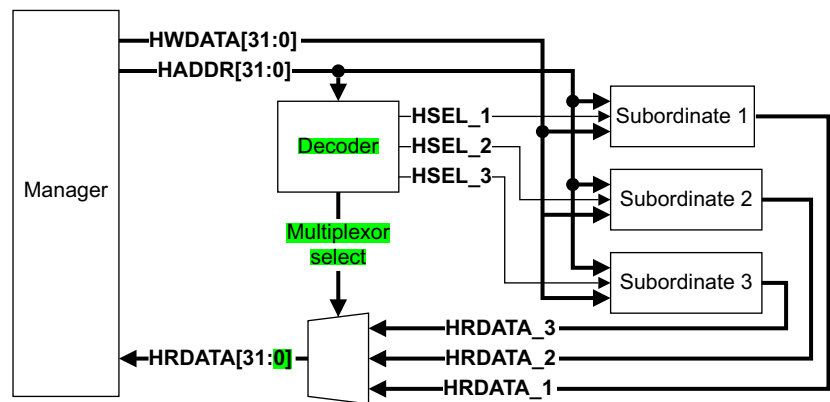 HWDATA[31:0]
HADDR[31:0]
HSEL_1
Subordinate 1
Decoder
HSEL_2
HSEL_3
Manager
Subordinate 2
Multiplexor
select
Subordinate 3
HRDATA_3
HRDATA[31:0]
HRDATA_2
HRDATA_1